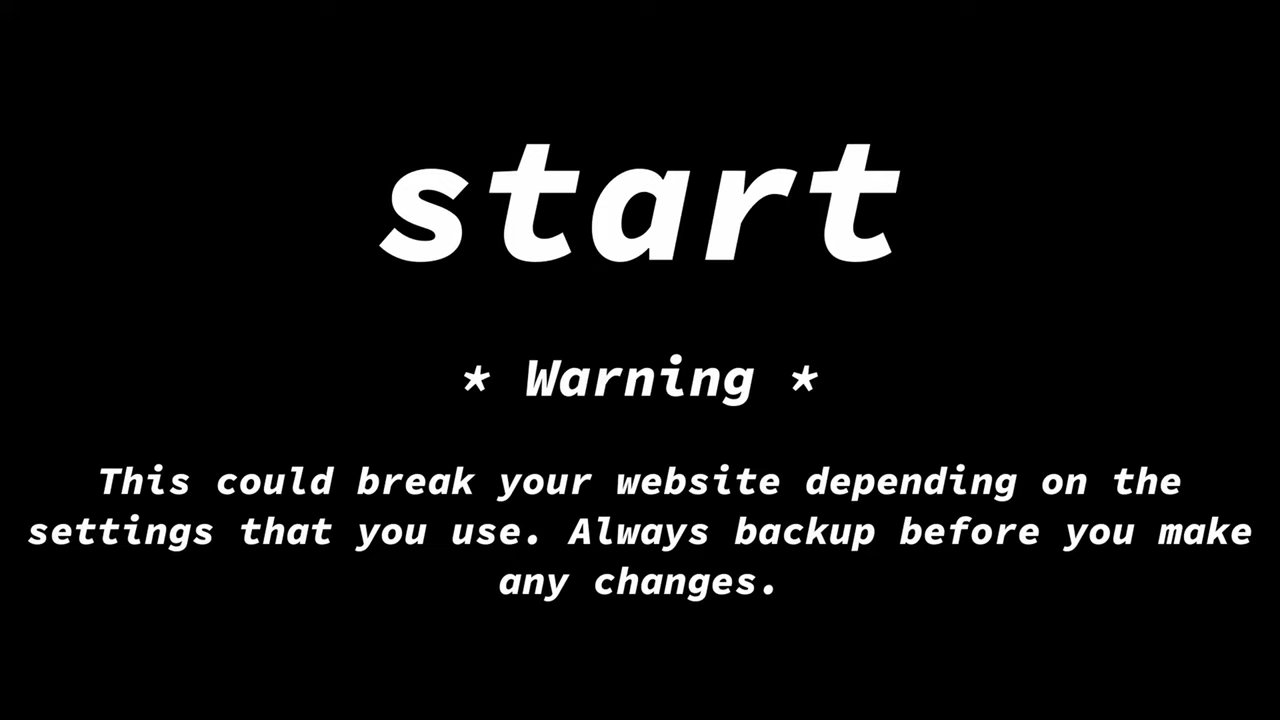 start
* Warning *
This could break your website depending on the
settings that you use. Always backup before you make
any changes.